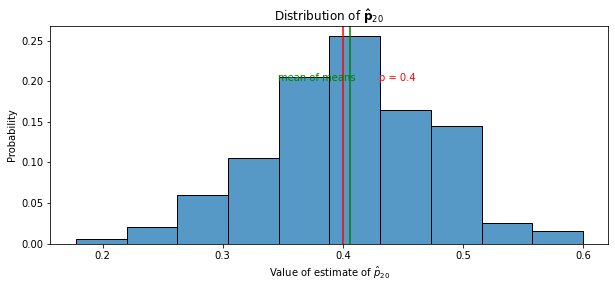 Distribution of p̂₂₀
0.25
0.20
0.15
0.10
0.05
0.00
Probability
mean of means
p = 0.4
0.2 0.3 0.4 0.5 0.6
Value of estimate of p̂₂₀